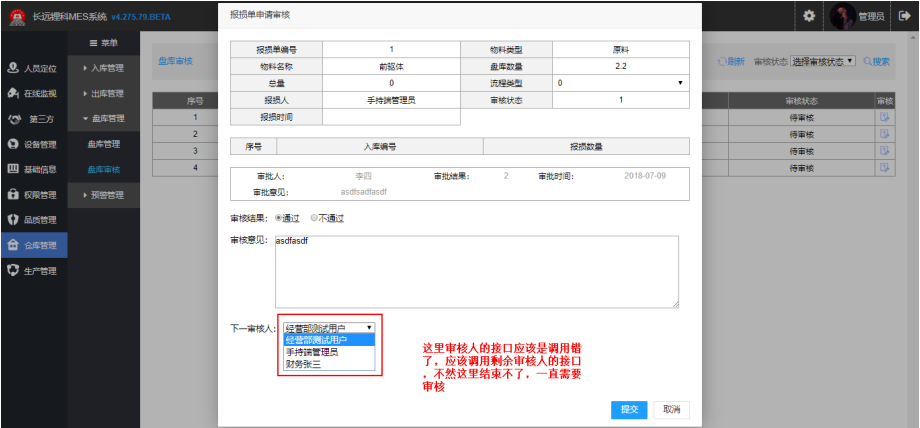 长远锂科MES系统 v4.275.79.BETA
管理员
菜单
人员定位
在线监视
第三方
设备管理
基础信息
权限管理
品质管理
仓库管理
生产管理
入库管理
出库管理
盘库管理
盘库管理
盘库审核
预警管理
盘库审核
刷新 审核状态 选择审核状态 搜索
序号 审核状态 审核
1 待审核
2 待审核
3 待审核
4 待审核
报损单申请审核
报损单编号 1 物料类型 原料
物料名称 前驱体 盘库数量 2.2
总量 0 流程类型 0
报损人 手持端管理员 审核状态 1
报损时间
序号 入库编号 报损数量
审批人: 李四 审批结果: 2 审批时间: 2018-07-09
审批意见: asdfsadfasdf
审核结果: 通过 不通过
审核意见: asdfasdf
下一审核人: 经营部测试用户
经营部测试用户
手持端管理员
财务张三
这里审核人的接口应该是调用错
了，应该调用剩余审核人的接口
，不然这里结束不了，一直需要
审核
提交 取消